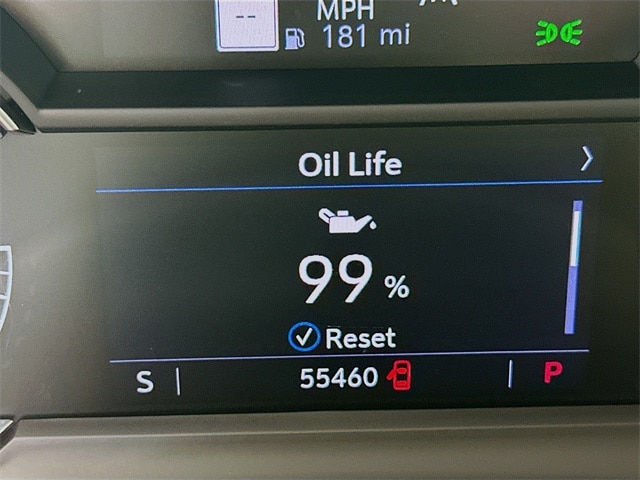 --
MPH
181 mi
Oil Life
99 %
Reset
S 55460 P